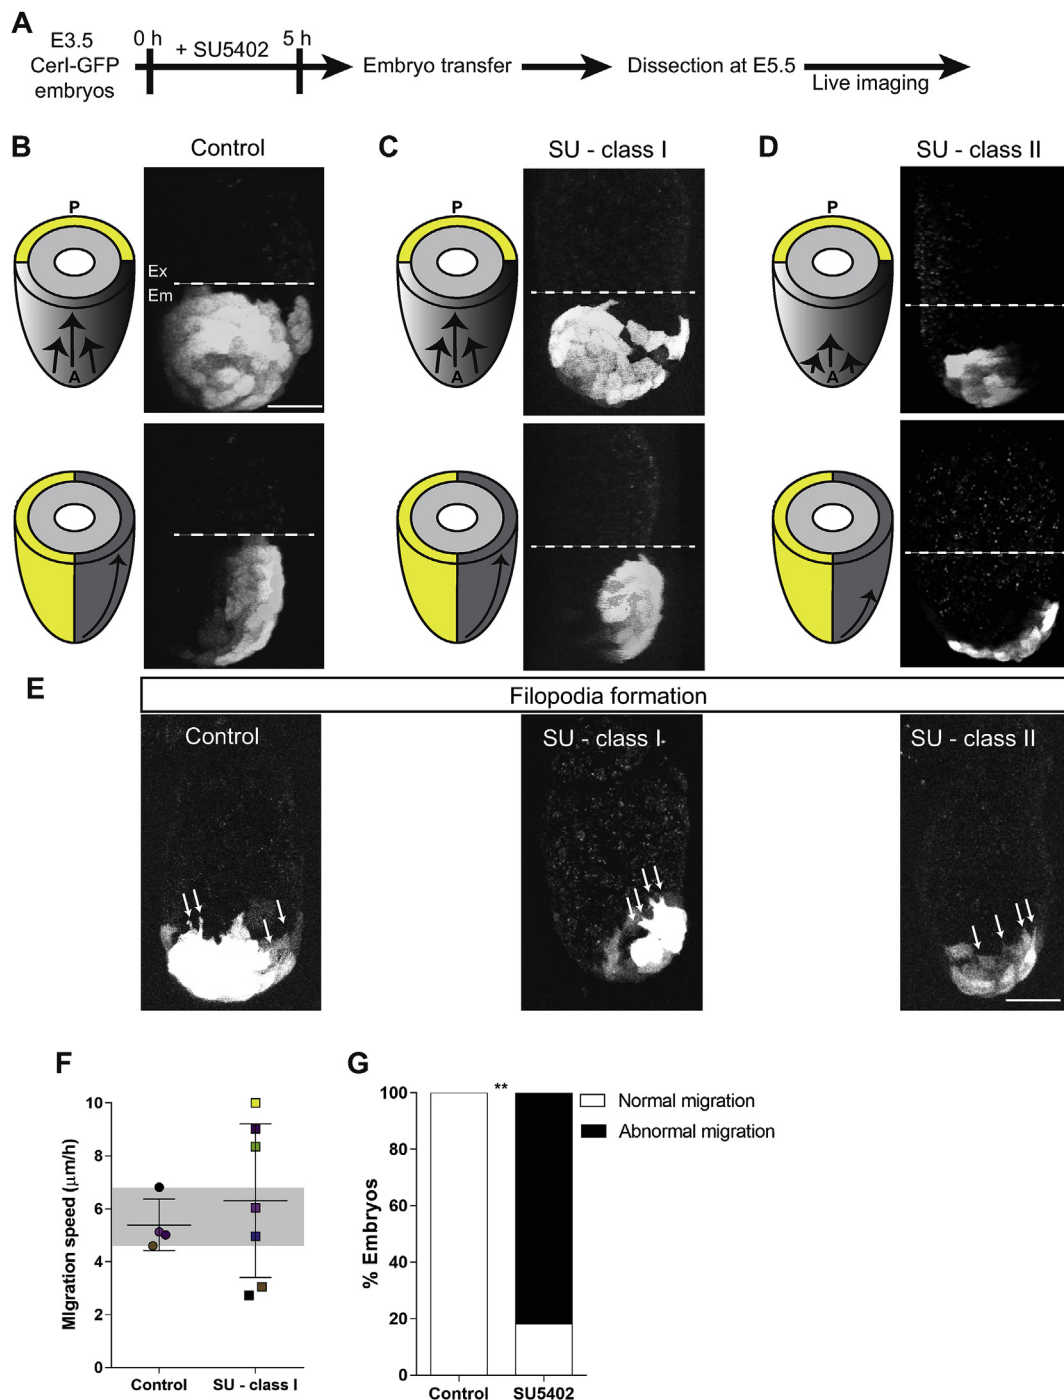 A
E3.5
Cerl-GFP
embryos
0 h
+ SU5402
5 h
Embryo transfer
Dissection at E5.5
Live imaging
B
Control
C
SU - class I
D
SU - class II
P
A
Ex
Em
P
A
P
A
E
Filopodia formation
Control
SU - class I
SU - class II
F
MIgration speed (μm/h)
10
8
6
4
2
0
Control
SU - class I
G
% Embryos
100
80
60
40
20
0
**
Control
SU5402
Normal migration
Abnormal migration